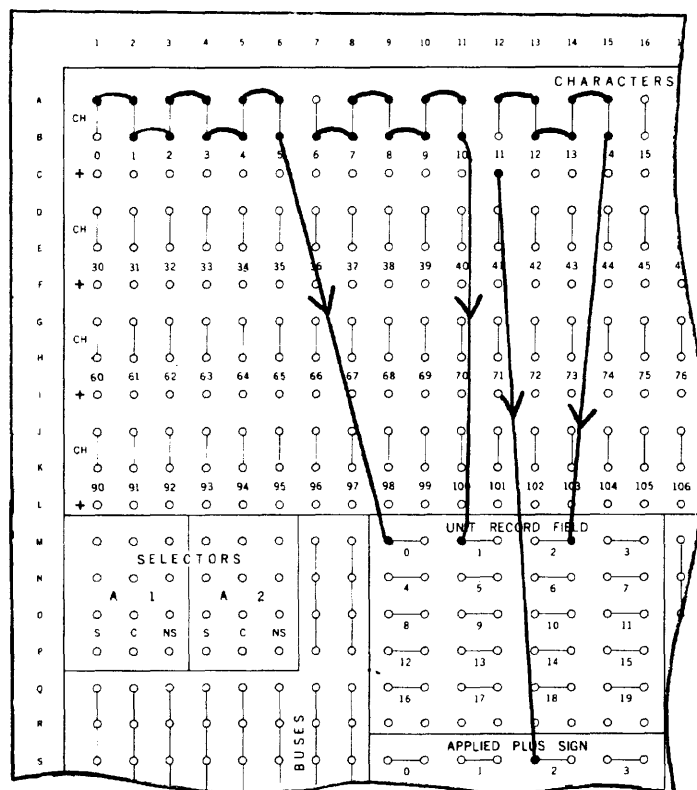 1 2 3 4 5 6 7 8 9 10 11 12 13 14 15 16
CHARACTERS
A
CH
B
0 1 2 3 4 5 6 7 8 9 10 11 12 13 4 15
C +
D
CH
E
30 31 32 33 34 35 36 37 38 39 40 41 42 43 44 45
F +
G
CH
H
60 61 62 63 64 65 66 67 68 69 70 71 72 73 74 75 76
I +
J
CH
K
90 91 92 93 94 95 96 97 98 99 100 101 102 103 104 105 106
L +
UNIT RECORD FIELD
M 0 1 2 3
SELECTORS
N 4 5 6 7
A 1 A 2
O 8 9 10 11
S C NS S C NS
P 12 13 14 15
Q 16 17 18 19
R
BUSES
APPLIED PLUS SIGN
S 0 1 2 3